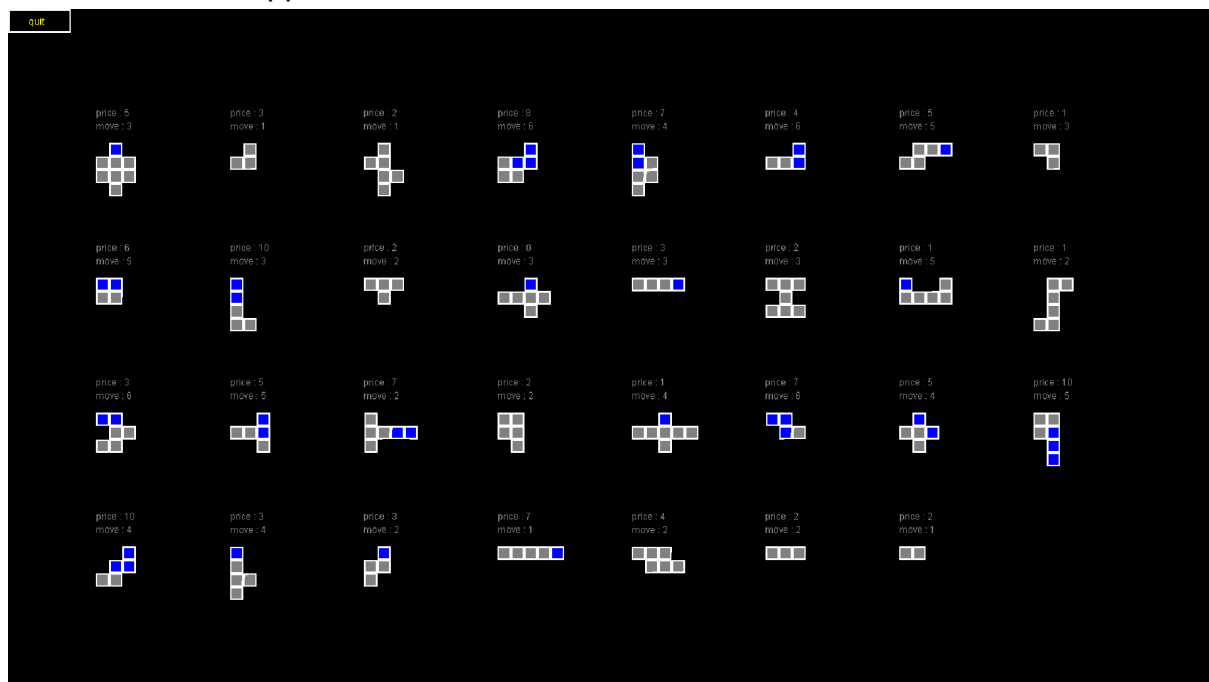 quit
price : 5 price : 3 price : 2 price : 8 price : 7 price : 4 price : 5 price : 1
move : 3 move : 1 move : 1 move : 6 move : 4 move : 6 move : 5 move : 3
price : 6 price : 10 price : 2 price : 0 price : 3 price : 2 price : 1 price : 1
move : 5 move : 3 move : 2 move : 3 move : 3 move : 3 move : 5 move : 2
price : 3 price : 5 price : 7 price : 2 price : 1 price : 7 price : 5 price : 10
move : 6 move : 5 move : 2 move : 2 move : 4 move : 6 move : 4 move : 5
price : 10 price : 3 price : 3 price : 7 price : 4 price : 2 price : 2
move : 4 move : 4 move : 2 move : 1 move : 2 move : 2 move : 1